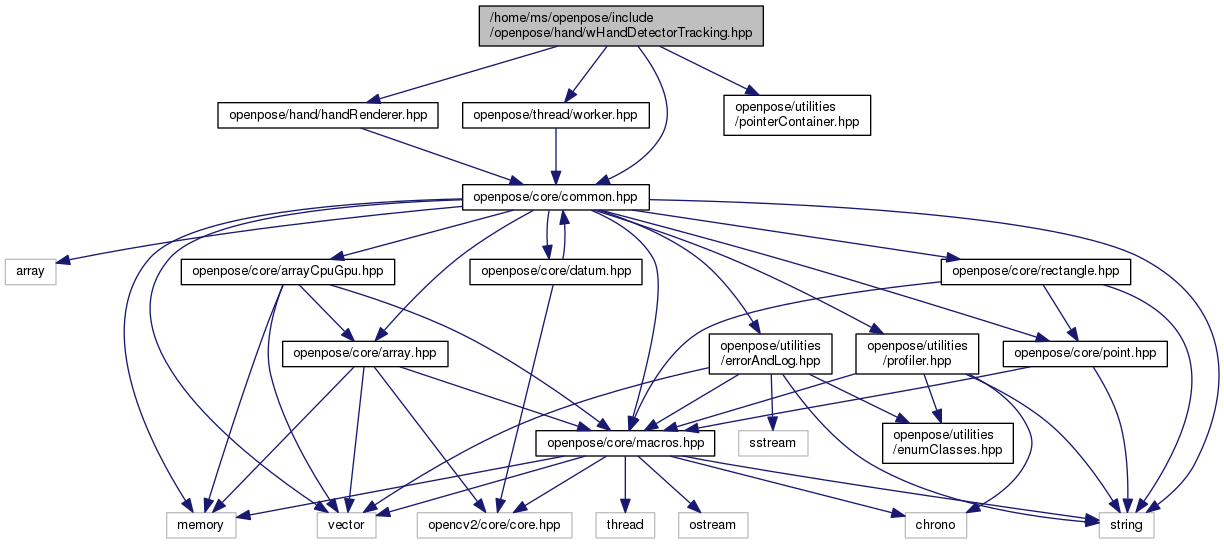 /home/ms/openpose/include
/openpose/hand/wHandDetectorTracking.hpp
openpose/hand/handRenderer.hpp
openpose/thread/worker.hpp
openpose/utilities
/pointerContainer.hpp
openpose/core/common.hpp
array
openpose/core/arrayCpuGpu.hpp
openpose/core/datum.hpp
openpose/core/rectangle.hpp
openpose/core/array.hpp
openpose/utilities
/errorAndLog.hpp
openpose/utilities
/profiler.hpp
openpose/core/point.hpp
openpose/core/macros.hpp
sstream
openpose/utilities
/enumClasses.hpp
memory
vector
opencv2/core/core.hpp
thread
ostream
chrono
string